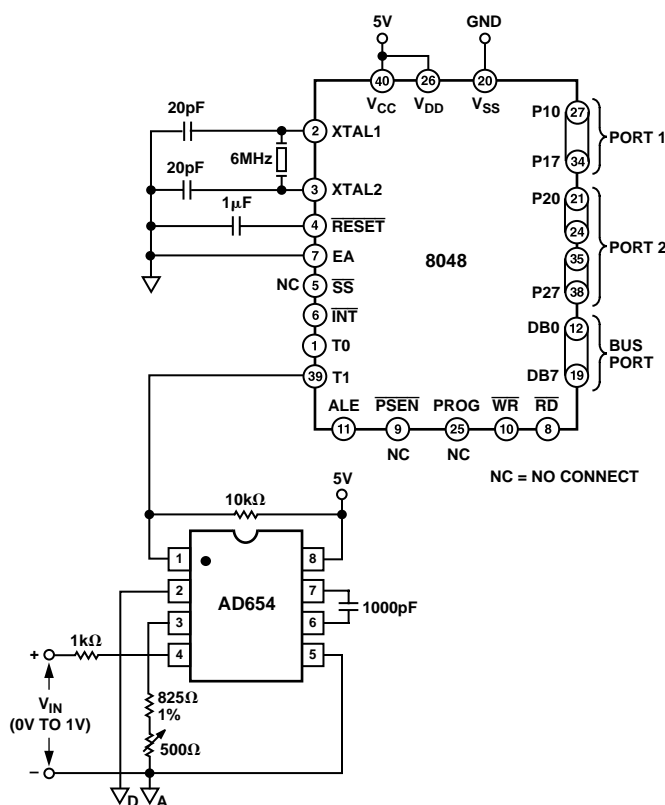 5V
GND
40
26
20
VCC
VDD
VSS
20pF
2
XTAL1
6MHz
20pF
3
XTAL2
1µF
4
RESET
7
EA
NC
5
SS
6
INT
1
T0
39
T1
8048
P10
27
P17
34
PORT 1
P20
21
24
35
P27
38
PORT 2
DB0
12
DB7
19
BUS
PORT
ALE
PSEN
PROG
WR
RD
11
9
25
10
8
NC
NC
NC = NO CONNECT
5V
10kΩ
1
2
3
4
AD654
8
7
6
5
1000pF
1kΩ
+
VIN
(0V TO 1V)
–
825Ω
1%
500Ω
D
A